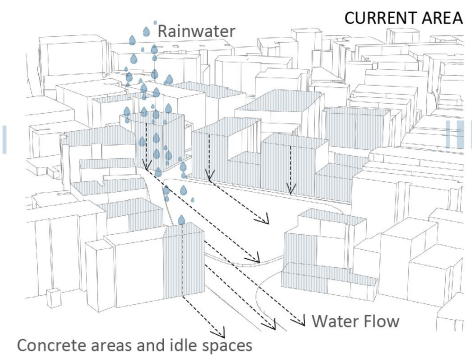 CURRENT AREA
Rainwater
Water Flow
Concrete areas and idle spaces